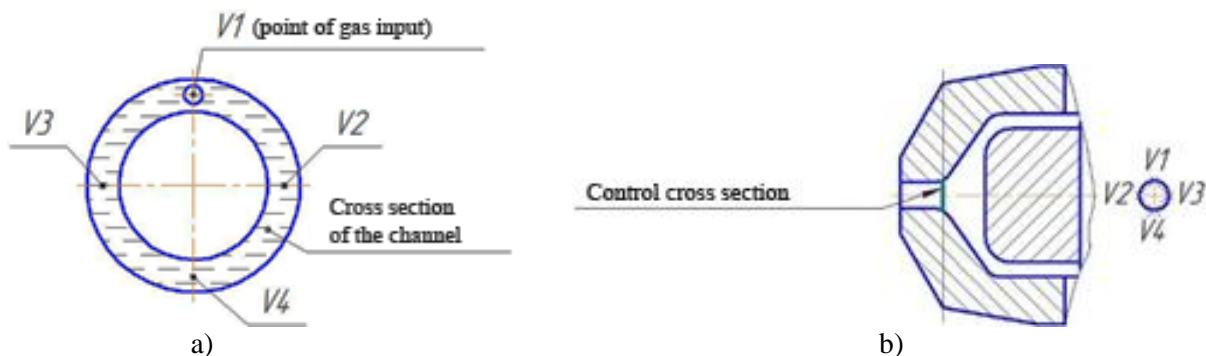 V1 (point of gas input)
V3
V2
Cross section
of the channel
V4
a)
Control cross section
V1
V2
V3
V4
b)